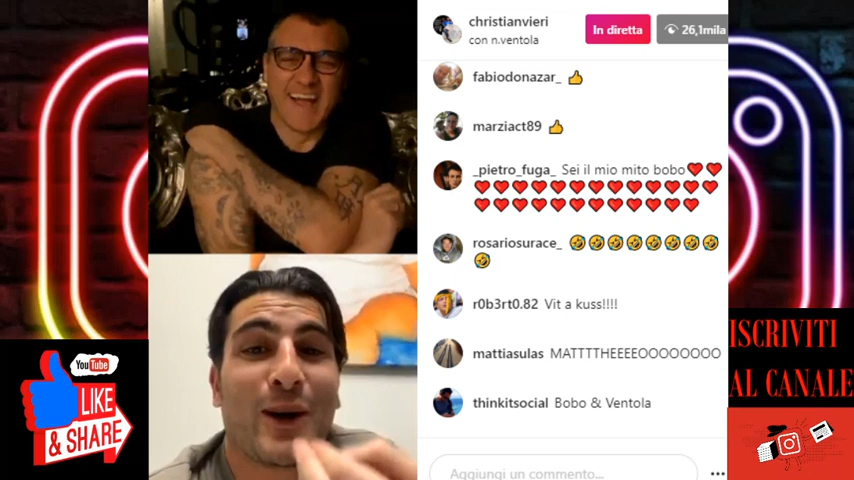 christianvieri
con n.ventola
In diretta
26,1mila
fabiodonazar_ 👍
marziact89 👍
_pietro_fuga_ Sei il mio mito bobo❤❤
❤❤❤❤❤❤❤❤❤❤❤❤❤
❤❤❤❤❤❤❤❤❤❤❤❤
rosariosurace_ 🤣🤣🤣🤣🤣🤣🤣🤣
🤣
r0b3rt0.82 Vit a kuss!!!!
mattiasulas MATTTTHEEEEOOOOOOOO
thinkitsocial Bobo & Ventola
Aggiungi un commento...
YouTube
LIKE
& SHARE
ISCRIVITI
AL CANALE